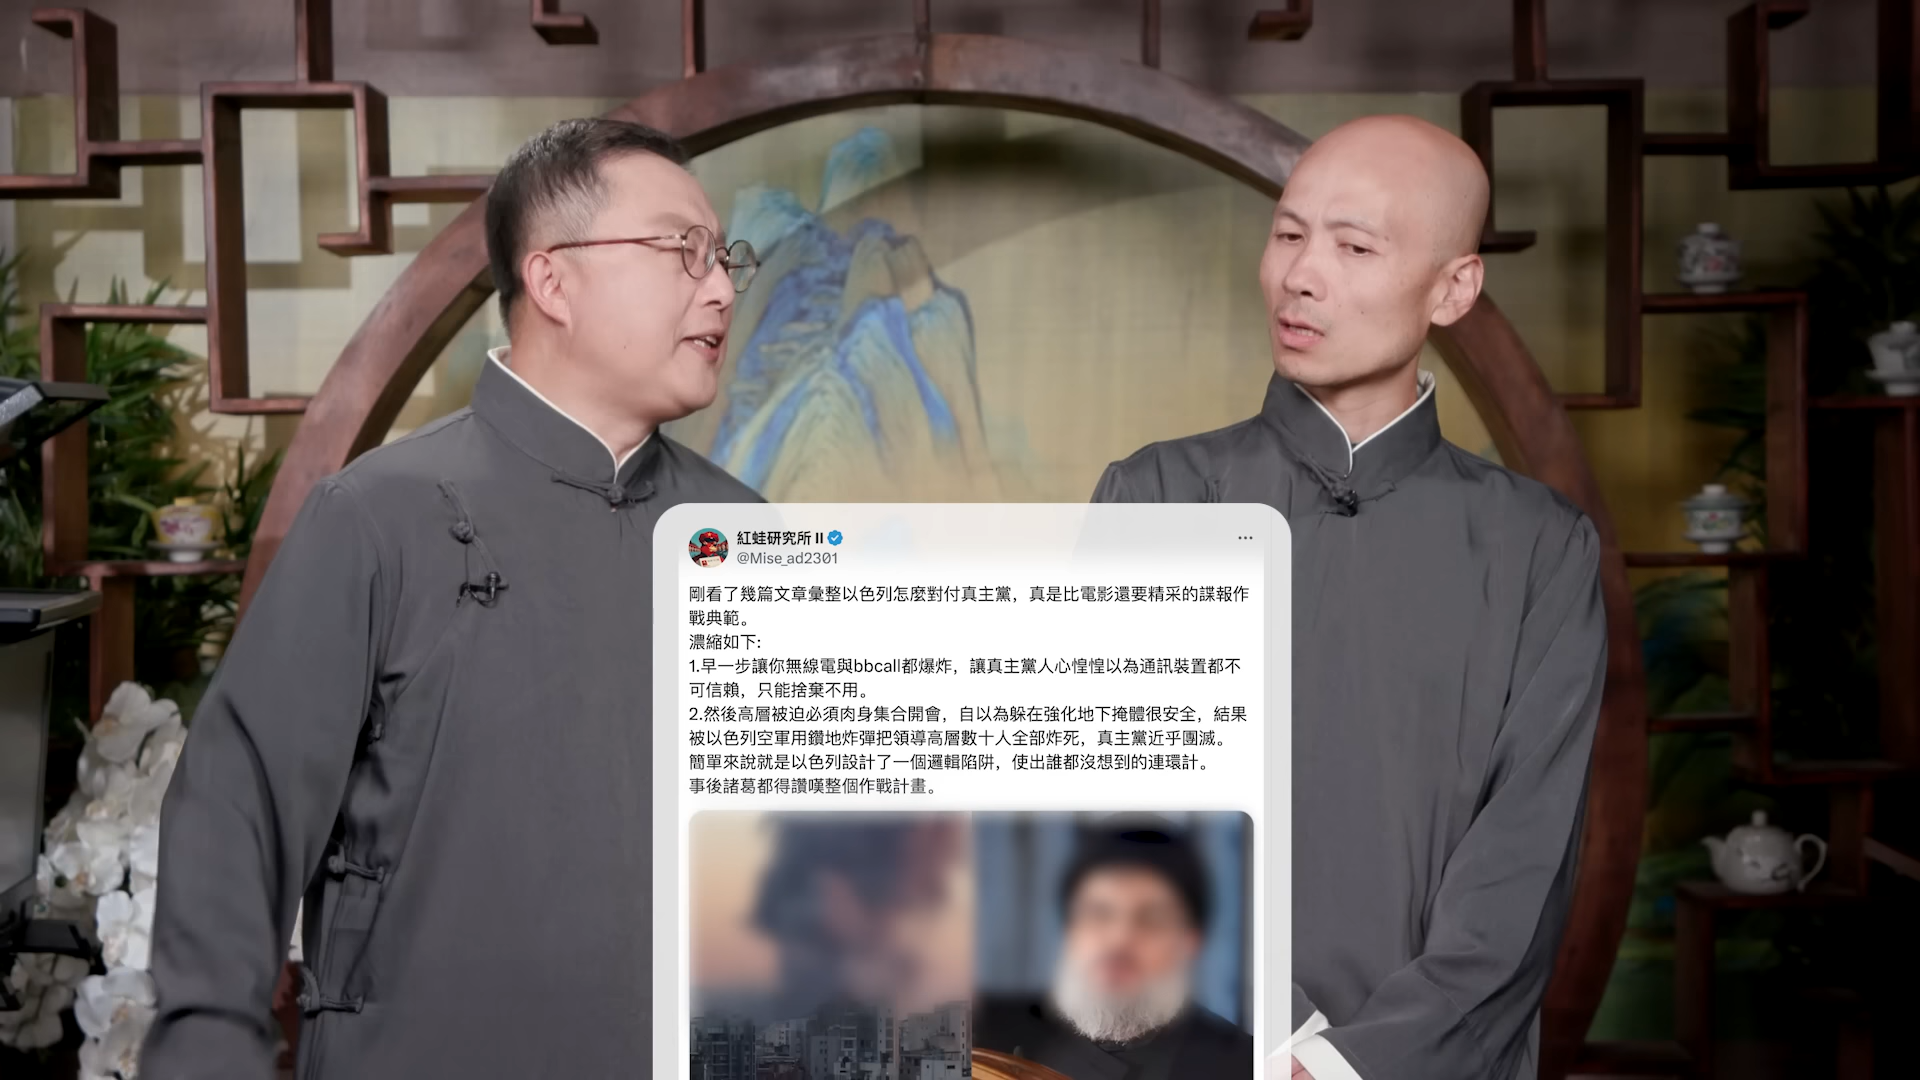 紅蛙研究所 II
@Mise_ad2301
剛看了幾篇文章彙整以色列怎麼對付真主黨，真是比電影還要精采的諜報作
戰典範。
濃縮如下:
1.早一步讓你無線電與bbcall都爆炸，讓真主黨人心惶惶以為通訊裝置都不
可信賴，只能捨棄不用。
2.然後高層被迫必須肉身集合開會，自以為躲在強化地下掩體很安全，結果
被以色列空軍用鑽地炸彈把領導高層數十人全部炸死，真主黨近乎團滅。
簡單來說就是以色列設計了一個邏輯陷阱，使出誰都沒想到的連環計。
事後諸葛都得讚嘆整個作戰計畫。